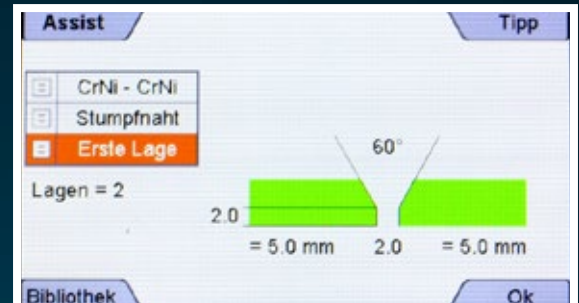 Assist
Tipp
CrNi - CrNi
Stumpfnaht
Erste Lage
Lagen = 2
60°
2.0
= 5.0 mm 2.0 = 5.0 mm
Bibliothek
Ok